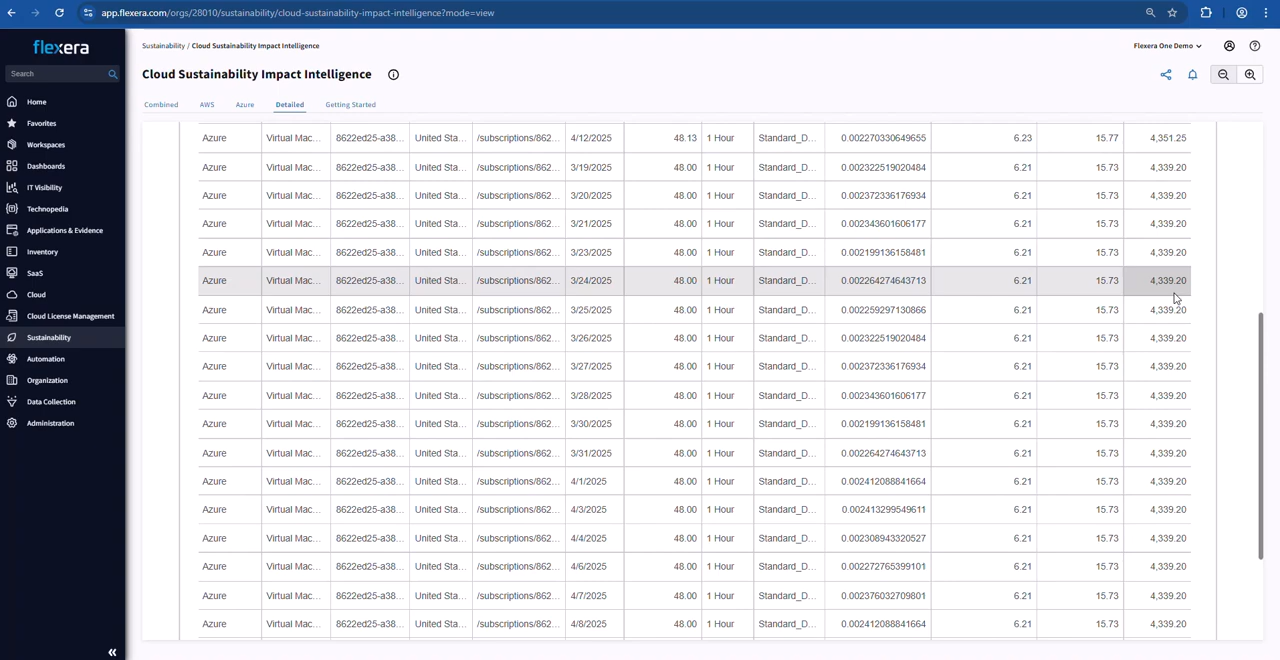 app.flexera.com/orgs/28010/sustainability/cloud-sustainability-impact-intelligence?mode=view
flexera
Search
Home
Favorites
Workspaces
Dashboards
IT Visibility
Technopedia
Applications & Evidence
Inventory
SaaS
Cloud
Cloud License Management
Sustainability
Automation
Organization
Data Collection
Administration
Sustainability / Cloud Sustainability Impact Intelligence
Flexera One Demo
Cloud Sustainability Impact Intelligence
Combined AWS Azure Detailed Getting Started
Azure Virtual Mac... 8622ed25-a38... United Sta... /subscriptions/862... 4/12/2025 48.13 1 Hour Standard_D... 0.002270330649655 6.23 15.77 4,351.25
Azure Virtual Mac... 8622ed25-a38... United Sta... /subscriptions/862... 3/19/2025 48.00 1 Hour Standard_D... 0.002322519020484 6.21 15.73 4,339.20
Azure Virtual Mac... 8622ed25-a38... United Sta... /subscriptions/862... 3/20/2025 48.00 1 Hour Standard_D... 0.002372336176934 6.21 15.73 4,339.20
Azure Virtual Mac... 8622ed25-a38... United Sta... /subscriptions/862... 3/21/2025 48.00 1 Hour Standard_D... 0.002343601606177 6.21 15.73 4,339.20
Azure Virtual Mac... 8622ed25-a38... United Sta... /subscriptions/862... 3/23/2025 48.00 1 Hour Standard_D... 0.002199136158481 6.21 15.73 4,339.20
Azure Virtual Mac... 8622ed25-a38... United Sta... /subscriptions/862... 3/24/2025 48.00 1 Hour Standard_D... 0.002264274643713 6.21 15.73 4,339.20
Azure Virtual Mac... 8622ed25-a38... United Sta... /subscriptions/862... 3/25/2025 48.00 1 Hour Standard_D... 0.002259297130866 6.21 15.73 4,339.20
Azure Virtual Mac... 8622ed25-a38... United Sta... /subscriptions/862... 3/26/2025 48.00 1 Hour Standard_D... 0.002322519020484 6.21 15.73 4,339.20
Azure Virtual Mac... 8622ed25-a38... United Sta... /subscriptions/862... 3/27/2025 48.00 1 Hour Standard_D... 0.002372336176934 6.21 15.73 4,339.20
Azure Virtual Mac... 8622ed25-a38... United Sta... /subscriptions/862... 3/28/2025 48.00 1 Hour Standard_D... 0.002343601606177 6.21 15.73 4,339.20
Azure Virtual Mac... 8622ed25-a38... United Sta... /subscriptions/862... 3/30/2025 48.00 1 Hour Standard_D... 0.002199136158481 6.21 15.73 4,339.20
Azure Virtual Mac... 8622ed25-a38... United Sta... /subscriptions/862... 3/31/2025 48.00 1 Hour Standard_D... 0.002264274643713 6.21 15.73 4,339.20
Azure Virtual Mac... 8622ed25-a38... United Sta... /subscriptions/862... 4/1/2025 48.00 1 Hour Standard_D... 0.002412088841664 6.21 15.73 4,339.20
Azure Virtual Mac... 8622ed25-a38... United Sta... /subscriptions/862... 4/3/2025 48.00 1 Hour Standard_D... 0.002413299549611 6.21 15.73 4,339.20
Azure Virtual Mac... 8622ed25-a38... United Sta... /subscriptions/862... 4/4/2025 48.00 1 Hour Standard_D... 0.002308943320527 6.21 15.73 4,339.20
Azure Virtual Mac... 8622ed25-a38... United Sta... /subscriptions/862... 4/6/2025 48.00 1 Hour Standard_D... 0.002272765399101 6.21 15.73 4,339.20
Azure Virtual Mac... 8622ed25-a38... United Sta... /subscriptions/862... 4/7/2025 48.00 1 Hour Standard_D... 0.002376032709801 6.21 15.73 4,339.20
Azure Virtual Mac... 8622ed25-a38... United Sta... /subscriptions/862... 4/8/2025 48.00 1 Hour Standard_D... 0.002412088841664 6.21 15.73 4,339.20